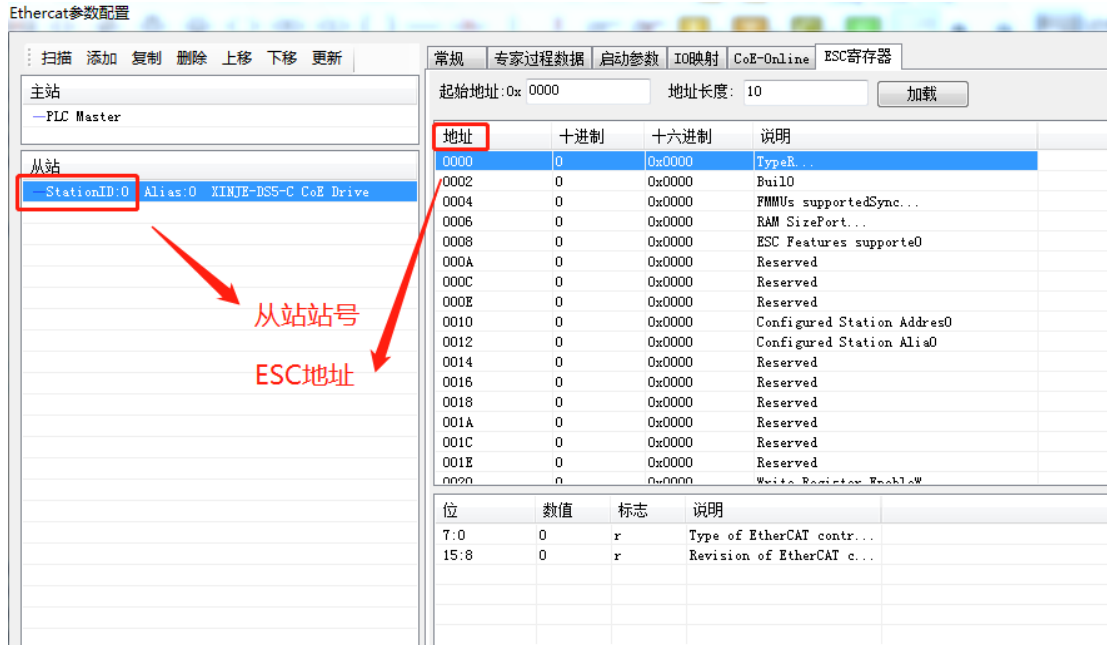 Ethercat参数配置
扫描 添加 复制 删除 上移 下移 更新
主站
PLC Master
从站
StationID:0 Alias:0 XINJE-DS5-C CoE Drive
从站站号
ESC地址
常规 专家过程数据 启动参数 IO映射 CoE-Online ESC寄存器
起始地址:0x 0000 地址长度: 10 加载
地址 十进制 十六进制 说明
0000 0 0x0000 TypeR...
0002 0 0x0000 Buil0
0004 0 0x0000 FMMUs supportedSync...
0006 0 0x0000 RAM SizePort...
0008 0 0x0000 ESC Features supporte0
000A 0 0x0000 Reserved
000C 0 0x0000 Reserved
000E 0 0x0000 Reserved
0010 0 0x0000 Configured Station Addres0
0012 0 0x0000 Configured Station Alia0
0014 0 0x0000 Reserved
0016 0 0x0000 Reserved
0018 0 0x0000 Reserved
001A 0 0x0000 Reserved
001C 0 0x0000 Reserved
001E 0 0x0000 Reserved
0020 0 0x0000 Write Register EnableW
位 数值 标志 说明
7:0 0 r Type of EtherCAT contr...
15:8 0 r Revision of EtherCAT c...